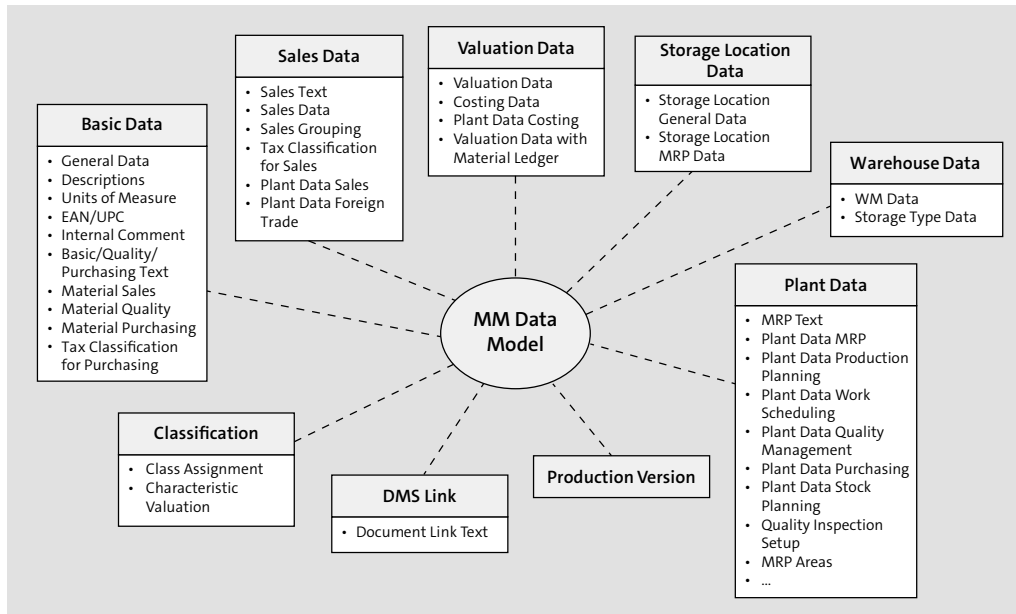 Basic Data
• General Data
• Descriptions
• Units of Measure
• EAN/UPC
• Internal Comment
• Basic/Quality/
Purchasing Text
• Material Sales
• Material Quality
• Material Purchasing
• Tax Classification
for Purchasing
Sales Data
• Sales Text
• Sales Data
• Sales Grouping
• Tax Classification
for Sales
• Plant Data Sales
• Plant Data Foreign
Trade
Valuation Data
• Valuation Data
• Costing Data
• Plant Data Costing
• Valuation Data with
Material Ledger
Storage Location
Data
• Storage Location
General Data
• Storage Location
MRP Data
Warehouse Data
• WM Data
• Storage Type Data
MM Data
Model
Plant Data
• MRP Text
• Plant Data MRP
• Plant Data Production
Planning
• Plant Data Work
Scheduling
• Plant Data Quality
Management
• Plant Data Purchasing
• Plant Data Stock
Planning
• Quality Inspection
Setup
• MRP Areas
• ...
Classification
• Class Assignment
• Characteristic
Valuation
DMS Link
• Document Link Text
Production Version